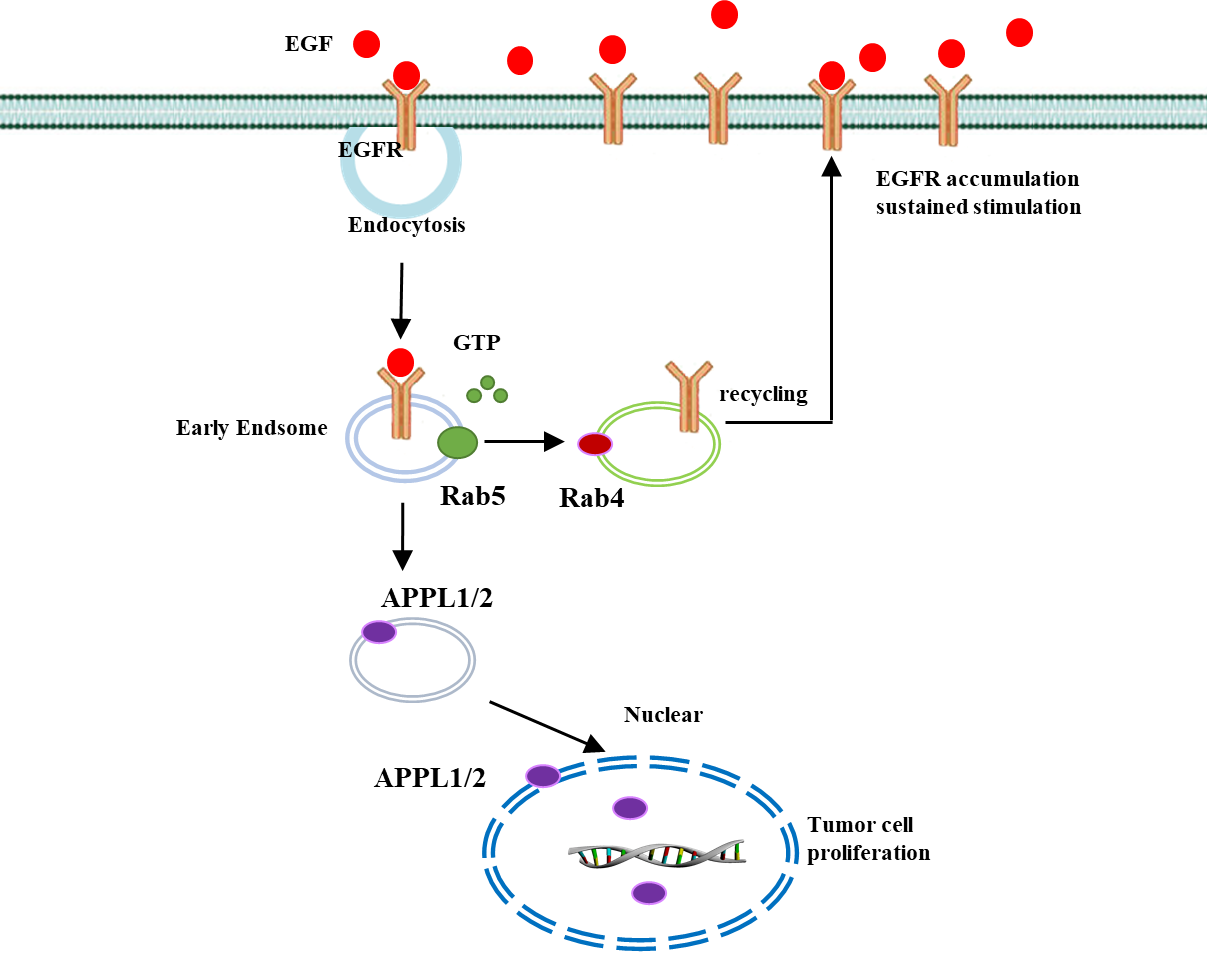 EGF
EGFR
Endocytosis
EGFR accumulation
sustained stimulation
GTP
recycling
Early Endsome
Rab5
Rab4
APPL1/2
Nuclear
APPL1/2
Tumor cell
proliferation